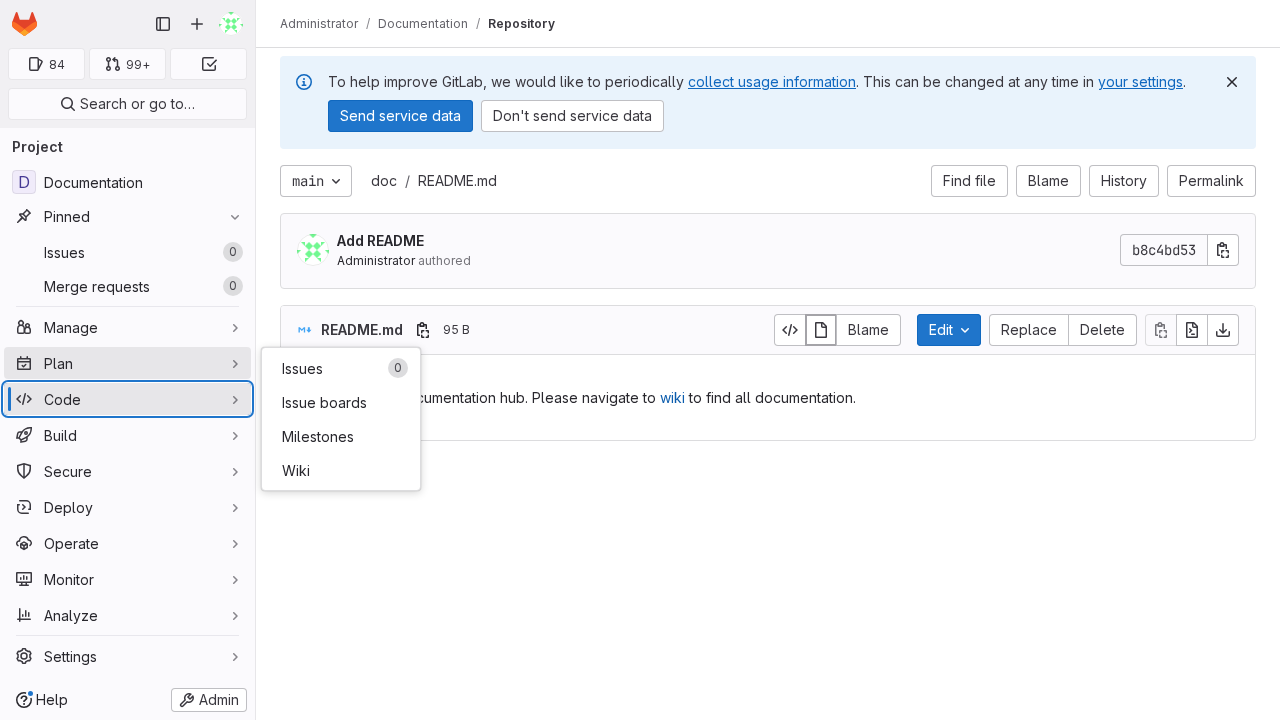 Administrator / Documentation / Repository
84
99+
Search or go to…
To help improve GitLab, we would like to periodically collect usage information. This can be changed at any time in your settings.
Send service data
Don't send service data
Project
D Documentation
Pinned
Issues 0
Merge requests 0
Manage
Plan
Code
Build
Secure
Deploy
Operate
Monitor
Analyze
Settings
Help
Admin
main
doc / README.md
Find file
Blame
History
Permalink
Add README
Administrator authored
b8c4bd53
README.md
95 B
Blame
Edit
Replace
Delete
Issues 0
Issue boards
Milestones
Wiki
cumentation hub. Please navigate to wiki to find all documentation.